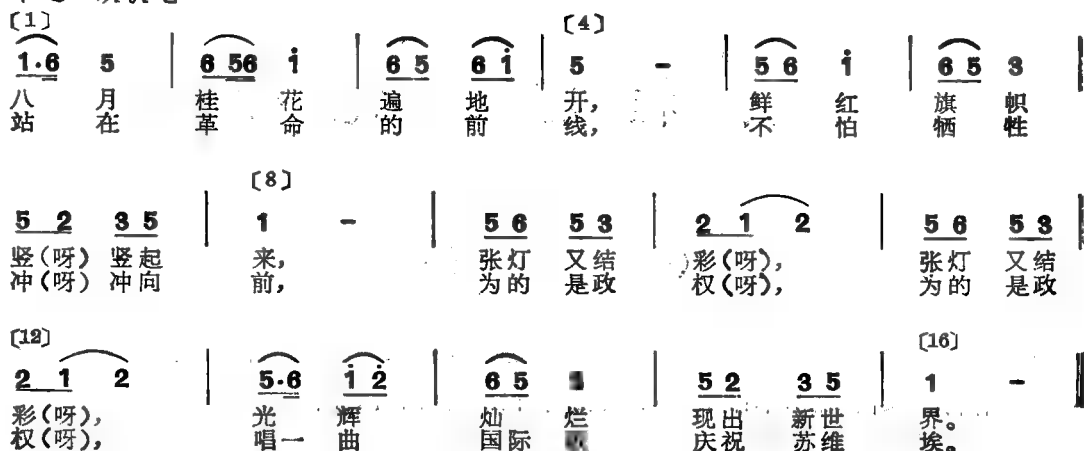 〔1〕 〔4〕
1·6 5 | 6 56 i | 6 5 6 i | 5 - | 5 6 i | 6 5 3
八 月 桂 花 遍 地 开, 鲜 红 旗 帜
站 在 革 命 的 前 线, 不 怕 牺 牲
〔8〕
5 2 3 5 | 1 - | 5 6 5 3 | 2 1 2 | 5 6 5 3
竖(呀) 竖起 来, 张灯 又结 彩(呀), 张灯 又结
冲(呀) 冲向 前, 为的 是政 权(呀), 为的 是政
〔12〕 〔16〕
2 1 2 | 5·6 i 2 | 6 5 | 5 2 3 5 | 1 -
彩(呀), 光 辉 灿 烂 现出 新世 界。
权(呀), 唱一 曲 国际 庆祝 苏维 埃。